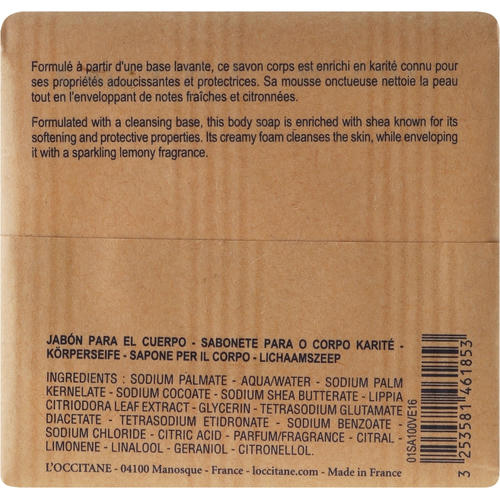 Formulé à partir d'une base lavante, ce savon corps est enrichi en karité connu pour
ses propriétés adoucissantes et protectrices. Sa mousse onctueuse nettoie la peau
tout en l'enveloppant de notes fraîches et citronnées.
Formulated with a cleansing base, this body soap is enriched with shea known for its
softening and protective properties. Its creamy foam cleanses the skin, while enveloping
it with a sparkling lemony fragrance.
JABÓN PARA EL CUERPO - SABONETE PARA O CORPO KARITÉ -
KÖRPERSEIFE - SAPONE PER IL CORPO - LICHAAMSZEEP
INGREDIENTS : SODIUM PALMATE - AQUA/WATER - SODIUM PALM
KERNELATE - SODIUM COCOATE - SODIUM SHEA BUTTERATE - LIPPIA
CITRIODORA LEAF EXTRACT - GLYCERIN - TETRASODIUM GLUTAMATE
DIACETATE - TETRASODIUM ETIDRONATE - SODIUM BENZOATE -
SODIUM CHLORIDE - CITRIC ACID - PARFUM/FRAGRANCE - CITRAL -
LIMONENE - LINALOOL - GERANIOL - CITRONELLOL.
L'OCCITANE - 04100 Manosque - France - loccitane.com - Made in France
01SA100VE16
3 253581 461853